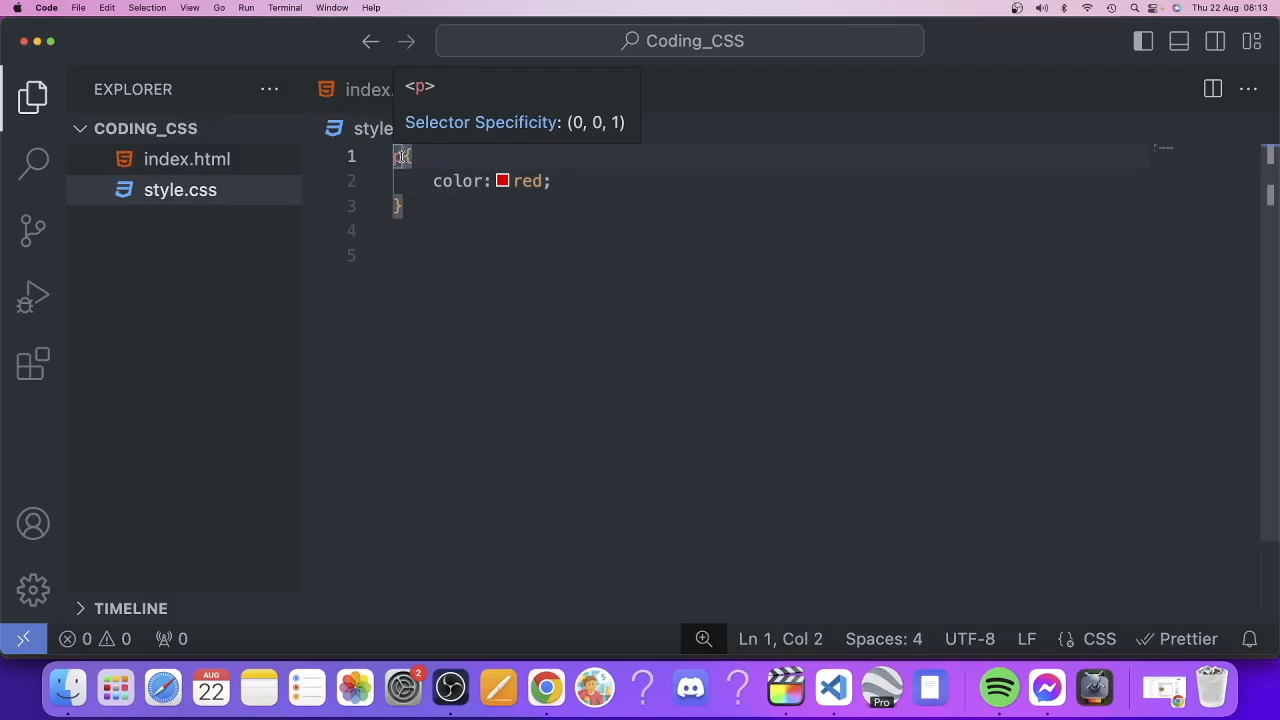 Code File Edit Selection View Go Run Terminal Window Help Thu 22 Aug 08:13
Coding_CSS
EXPLORER
index.
<p>
Selector Specificity: (0, 0, 1)
CODING_CSS
style
index.html
style.css
1 p{
2 color: red;
3 }
4
5
TIMELINE
0 0 0 Ln 1, Col 2 Spaces: 4 UTF-8 LF {} CSS Prettier
AUG
22
2
Pro